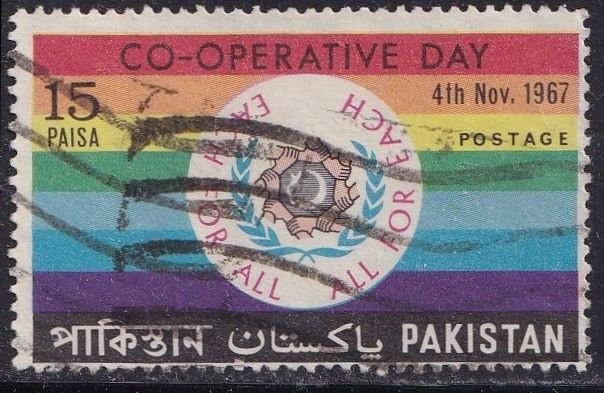 CO-OPERATIVE DAY
15
PAISA
4th Nov. 1967
POSTAGE
EACH FOR ALL
ALL FOR EACH
পাকিস্তান پاکستان PAKISTAN